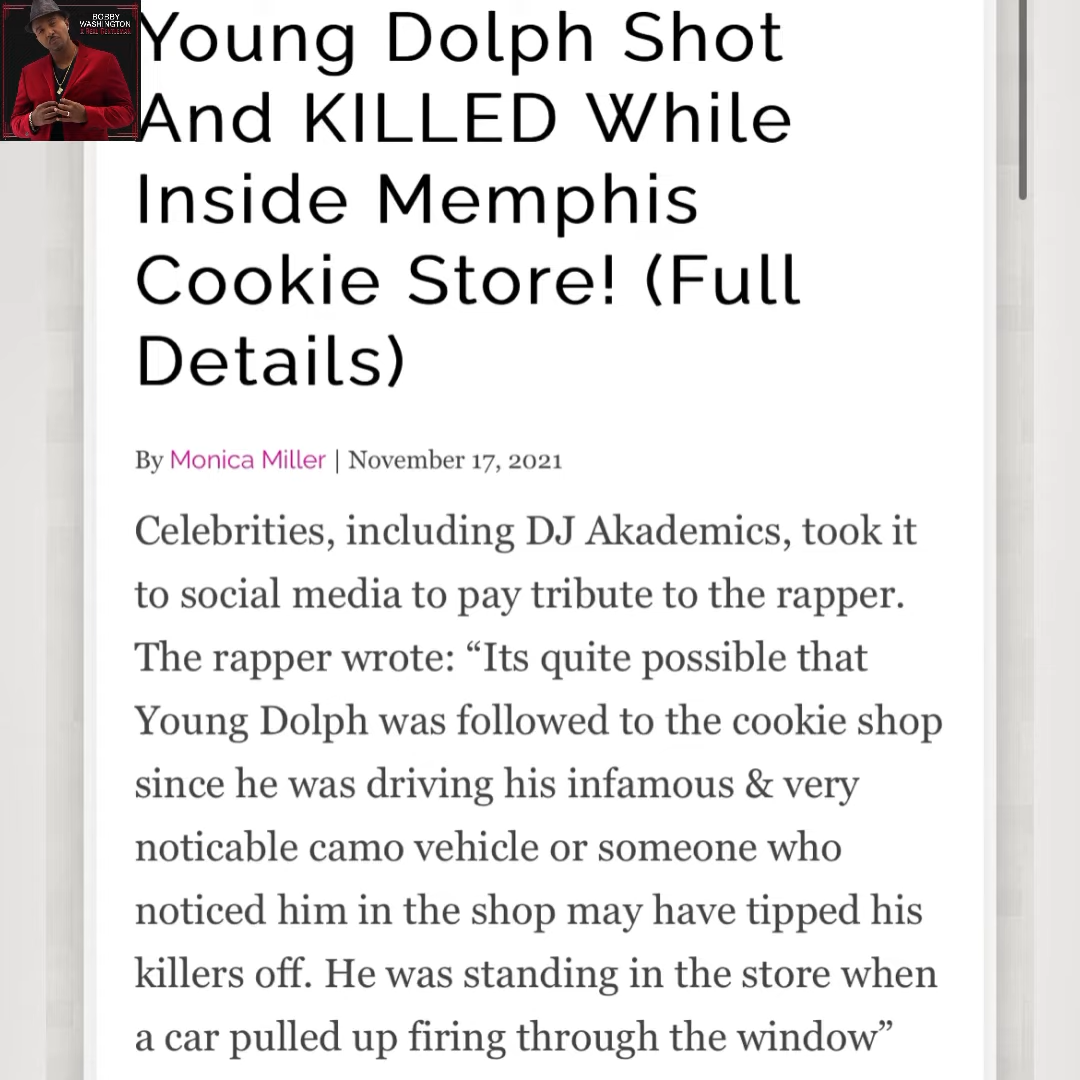 BOBBY
WASHINGTON
A REAL GENTLEMAN
Young Dolph Shot
And KILLED While
Inside Memphis
Cookie Store! (Full
Details)
By Monica Miller | November 17, 2021
Celebrities, including DJ Akademics, took it
to social media to pay tribute to the rapper.
The rapper wrote: “Its quite possible that
Young Dolph was followed to the cookie shop
since he was driving his infamous & very
noticable camo vehicle or someone who
noticed him in the shop may have tipped his
killers off. He was standing in the store when
a car pulled up firing through the window”